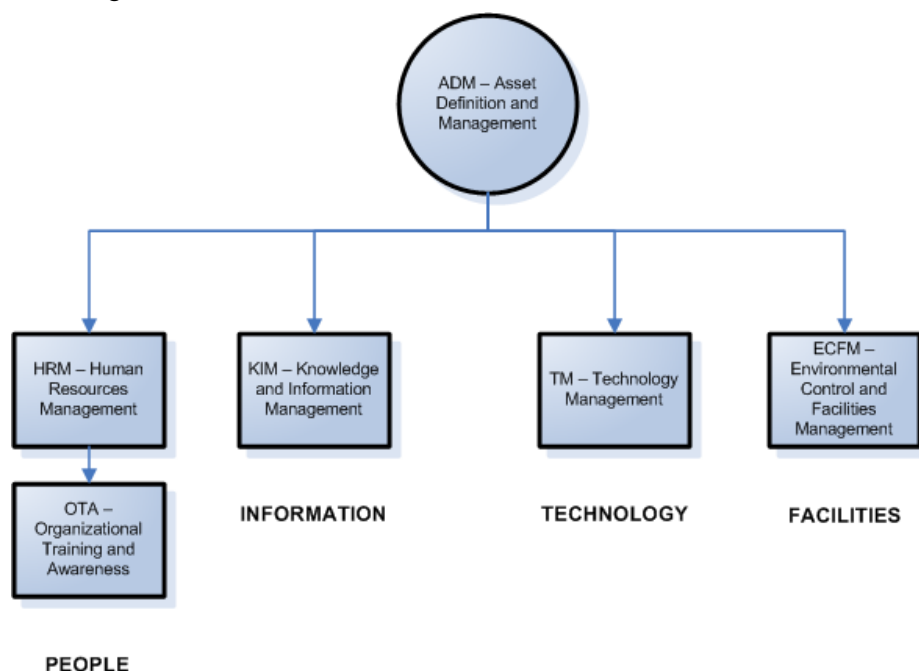 ADM – Asset
Definition and
Management
HRM – Human
Resources
Management
KIM – Knowledge
and Information
Management
TM – Technology
Management
ECFM –
Environmental
Control and
Facilities
Management
OTA –
Organizational
Training and
Awareness
INFORMATION
TECHNOLOGY
FACILITIES
PEOPLE